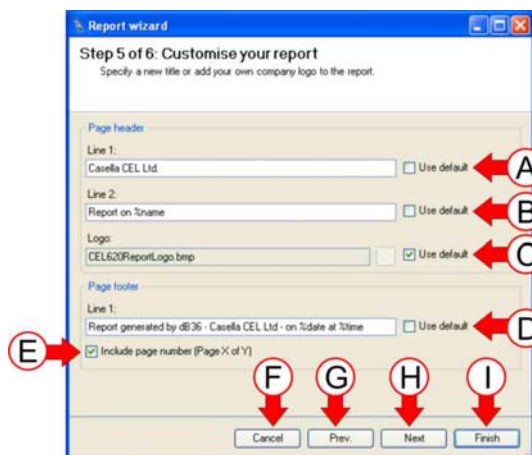 Report wizard
Step 5 of 6: Customise your report
Specify a new title or add your own company logo to the report.
Page header
Line 1:
Casella CEL Ltd.
Use default
A
Line 2:
Report on %name
Use default
B
Logo:
CEL620ReportLogo.bmp
...
Use default
C
Page footer
Line 1:
Report generated by dB36 - Casella CEL Ltd - on %date at %time
Use default
D
E
Include page number (Page X of Y)
F
G
H
I
Cancel
Prev.
Next
Finish